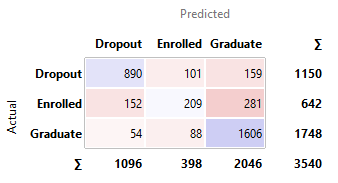 Predicted
Dropout Enrolled Graduate Σ
Dropout 890 101 159 1150
Enrolled 152 209 281 642
Graduate 54 88 1606 1748
Σ 1096 398 2046 3540
Actual